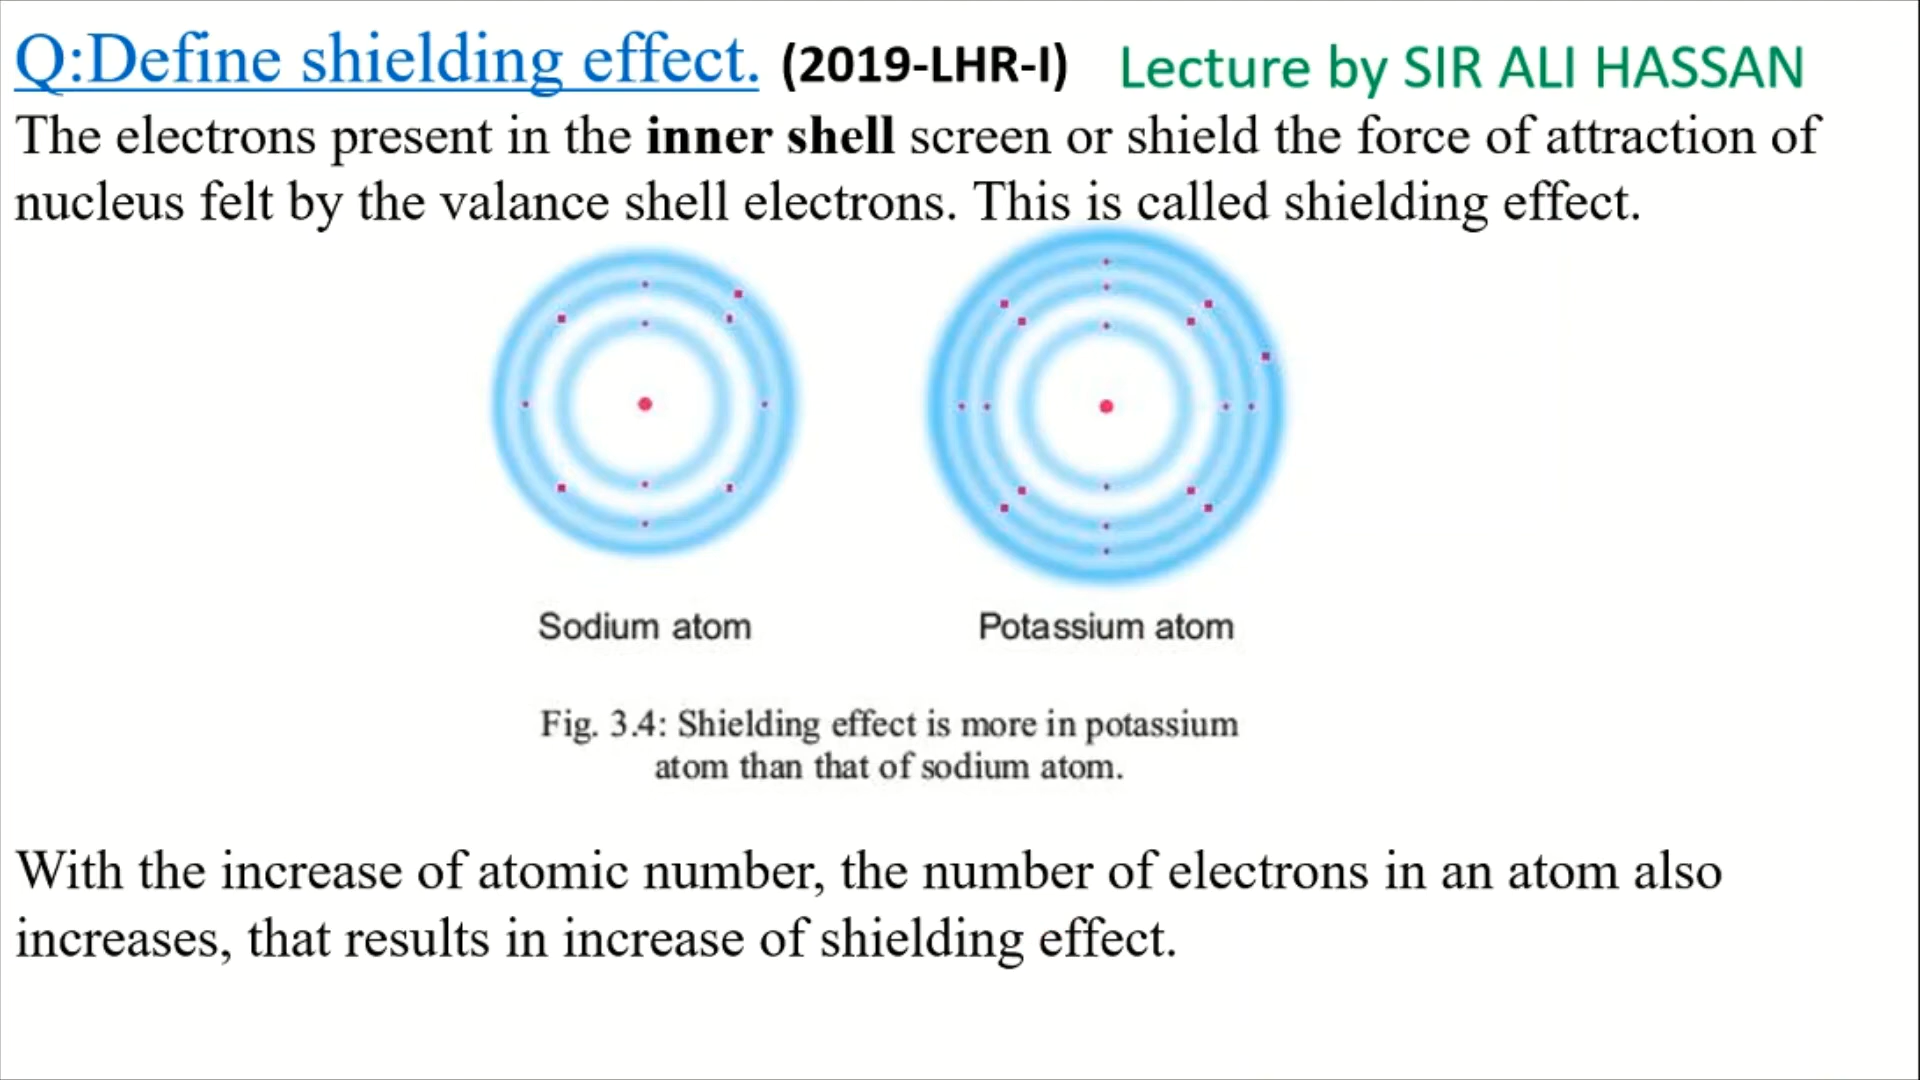 Q:Define shielding effect. (2019-LHR-I) Lecture by SIR ALI HASSAN
The electrons present in the inner shell screen or shield the force of attraction of
nucleus felt by the valance shell electrons. This is called shielding effect.
Sodium atom
Potassium atom
Fig. 3.4: Shielding effect is more in potassium
atom than that of sodium atom.
With the increase of atomic number, the number of electrons in an atom also
increases, that results in increase of shielding effect.